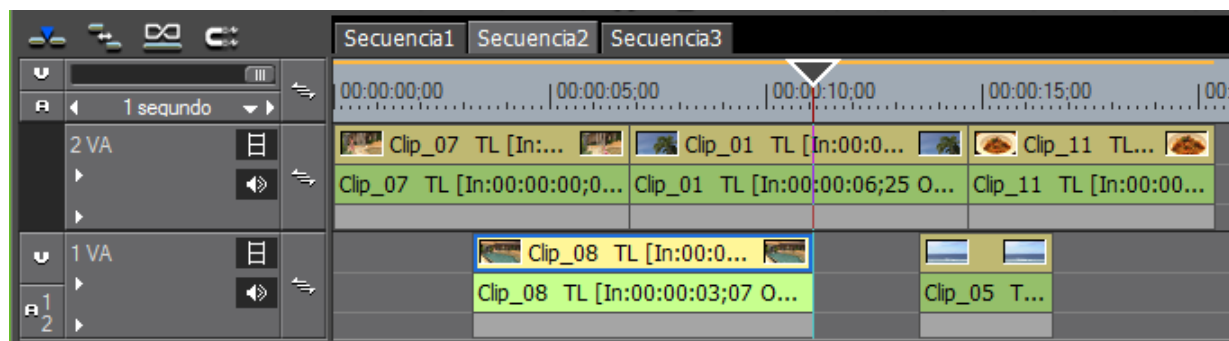 Secuencia1 Secuencia2 Secuencia3
00:00:00;00 00:00:05;00 00:00:10;00 00:00:15;00 00:
1 segundo
2 VA
Clip_07 TL [In:... Clip_01 TL [In:00:0... Clip_11 TL...
Clip_07 TL [In:00:00:00;0... Clip_01 TL [In:00:00:06;25 O... Clip_11 TL [In:00:00...
1 VA
Clip_08 TL [In:00:0...
Clip_08 TL [In:00:00:03;07 O... Clip_05 T...
A 1
2